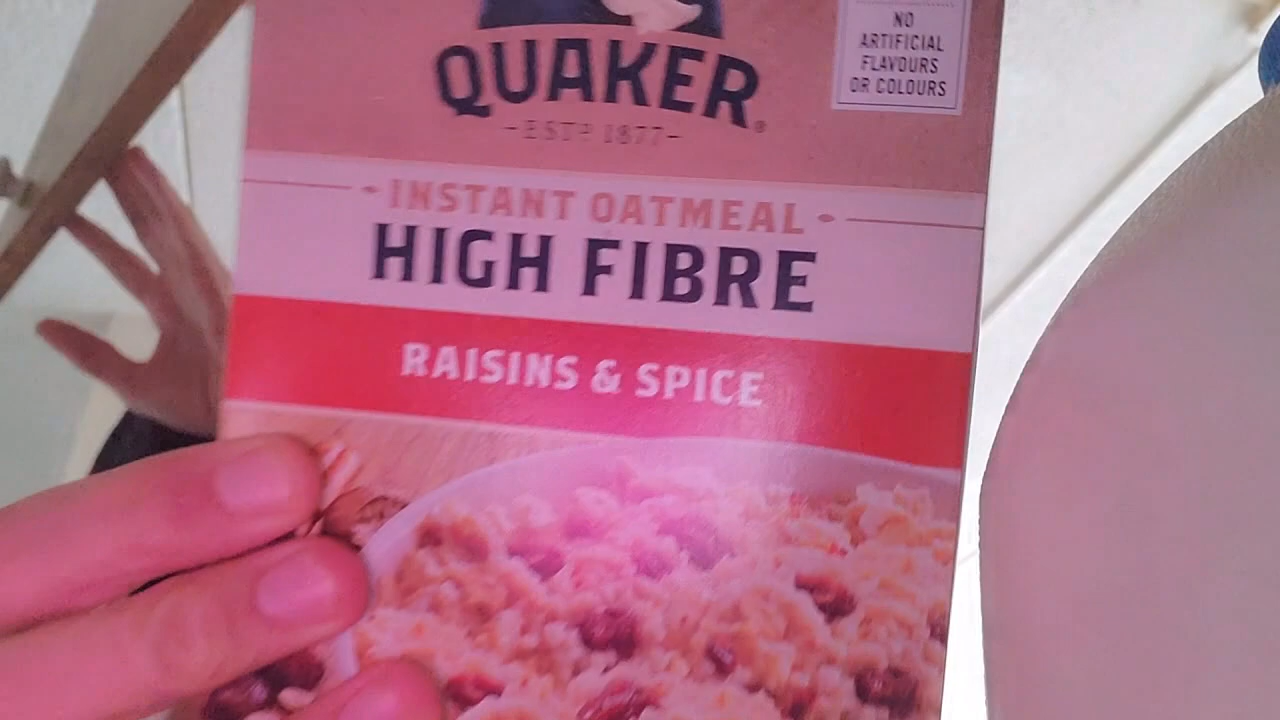 NO
ARTIFICIAL
FLAVOURS
OR COLOURS
QUAKER®
-ESTD 1877-
INSTANT OATMEAL
HIGH FIBRE
RAISINS & SPICE